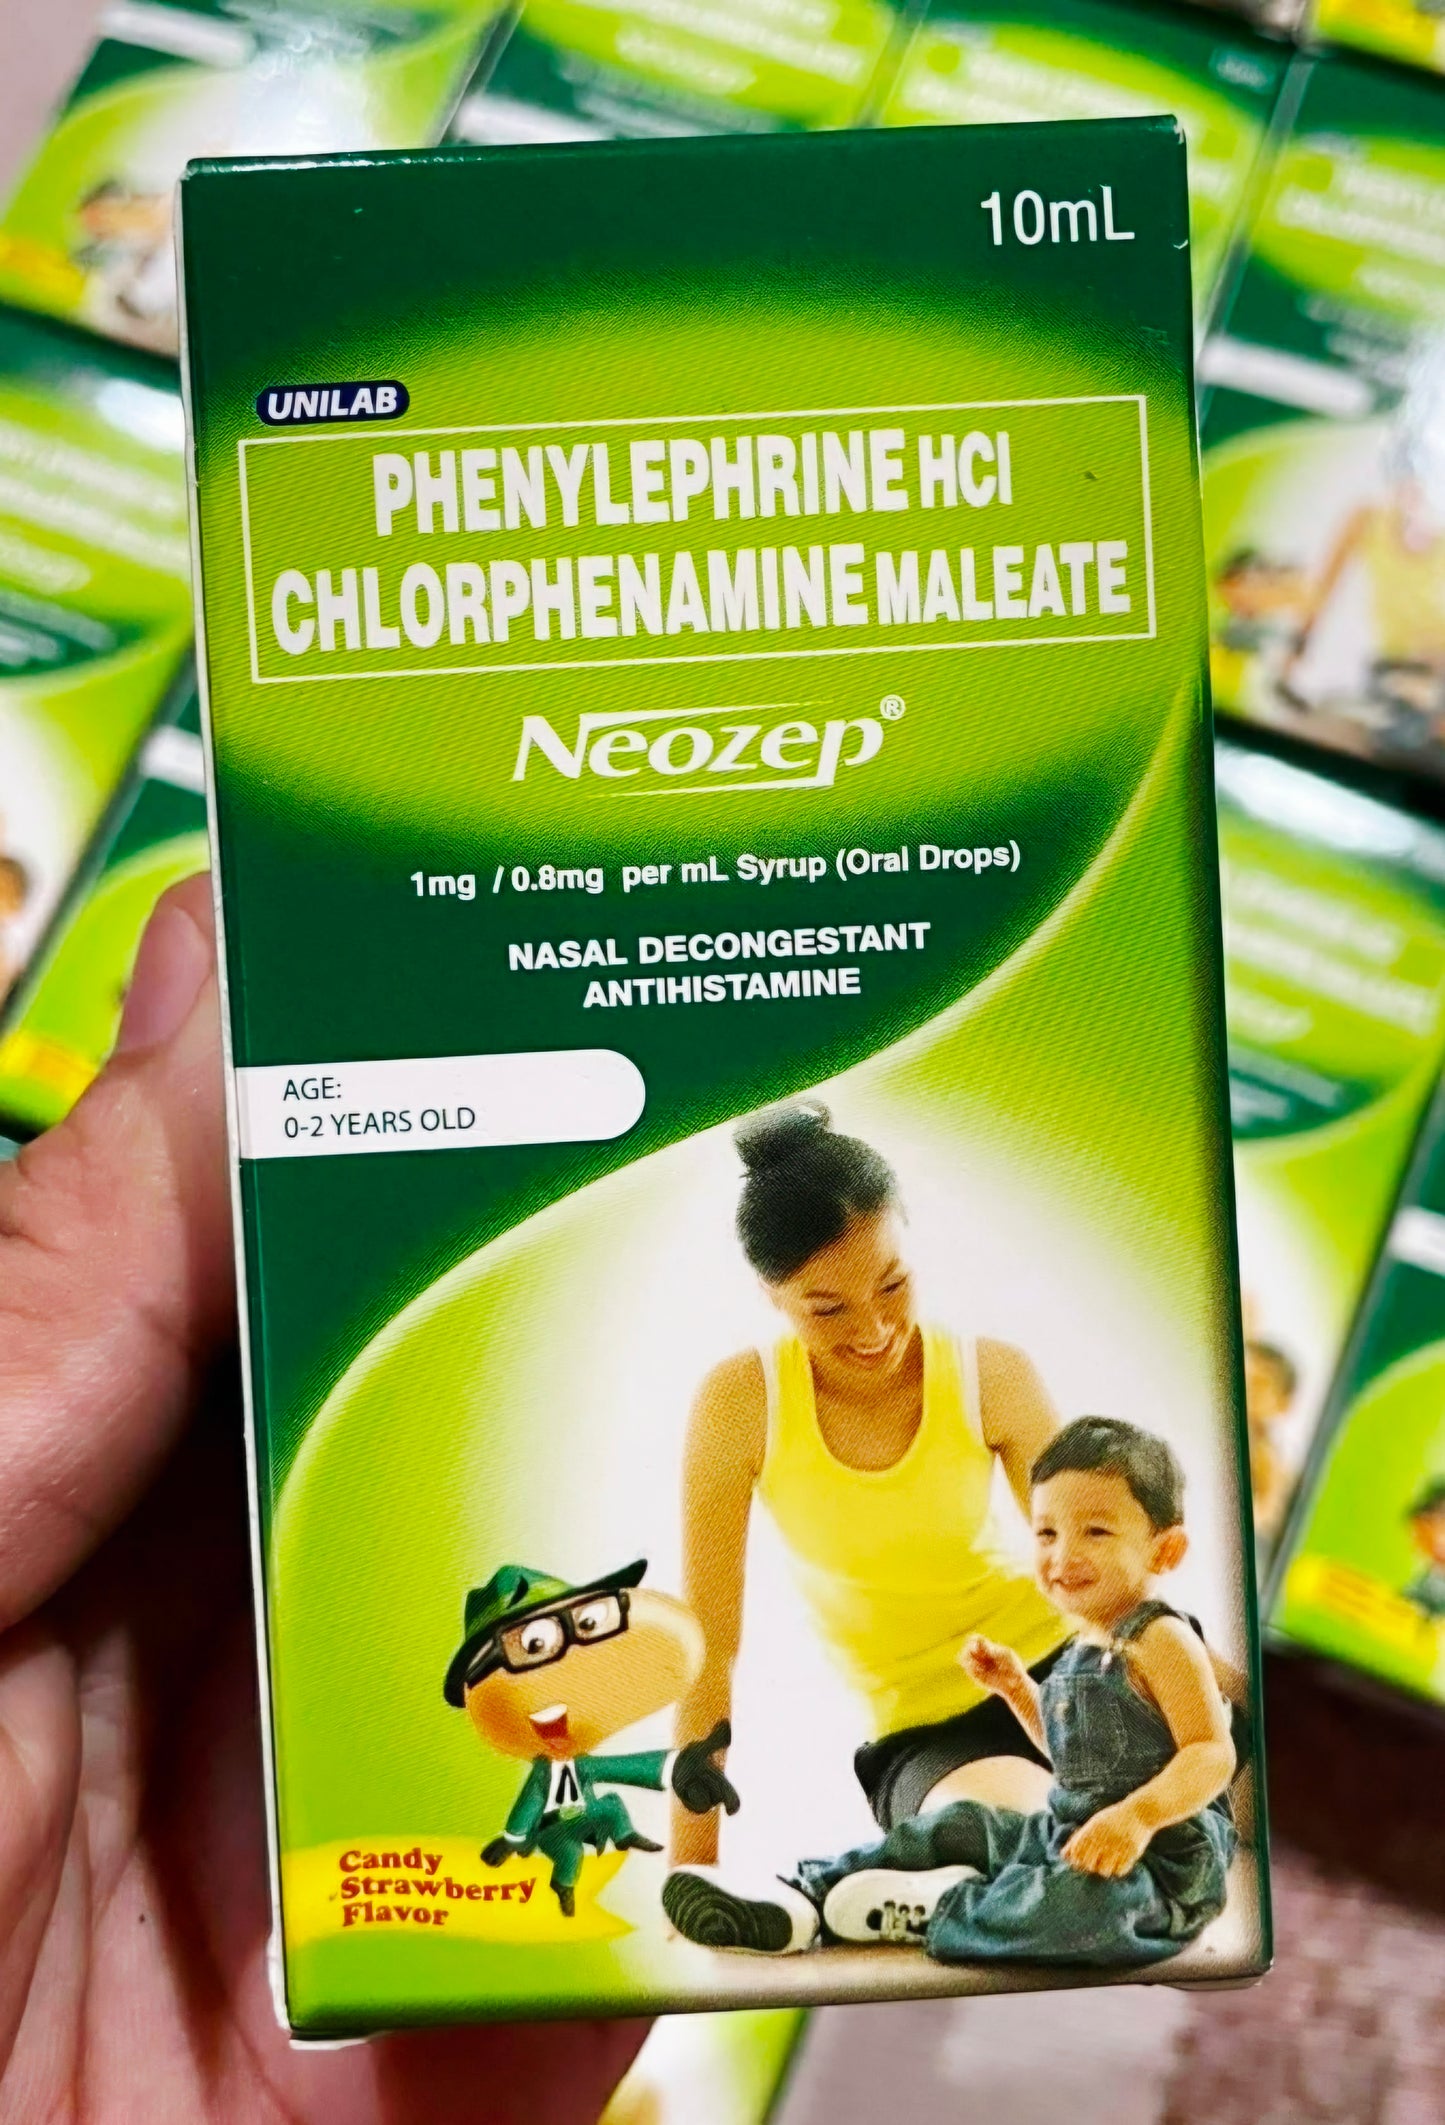 10mL
UNILAB
PHENYLEPHRINE HCl
CHLORPHENAMINE MALEATE
Neozep®
1mg / 0.8mg per mL Syrup (Oral Drops)
NASAL DECONGESTANT
ANTIHISTAMINE
AGE:
0-2 YEARS OLD
Candy
Strawberry
Flavor